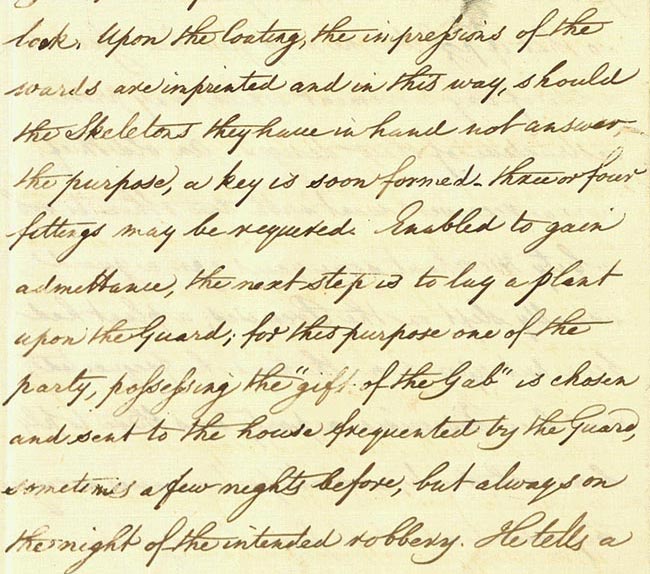 lock. Upon the Coating, the impressions of the
wards are imprinted and in this way, should
the Skeletons they have in hand not answer
the purpose, a key is soon formed - three or four
fittings may be required. Enabled to gain
admittance, the next step is to lay a plant
upon the Guard; for this purpose one of the
party, possessing the "gift of the Gab" is chosen
and sent to the house frequented by the Guard,
sometimes a few nights before, but always on
the night of the intended robbery. He tells a